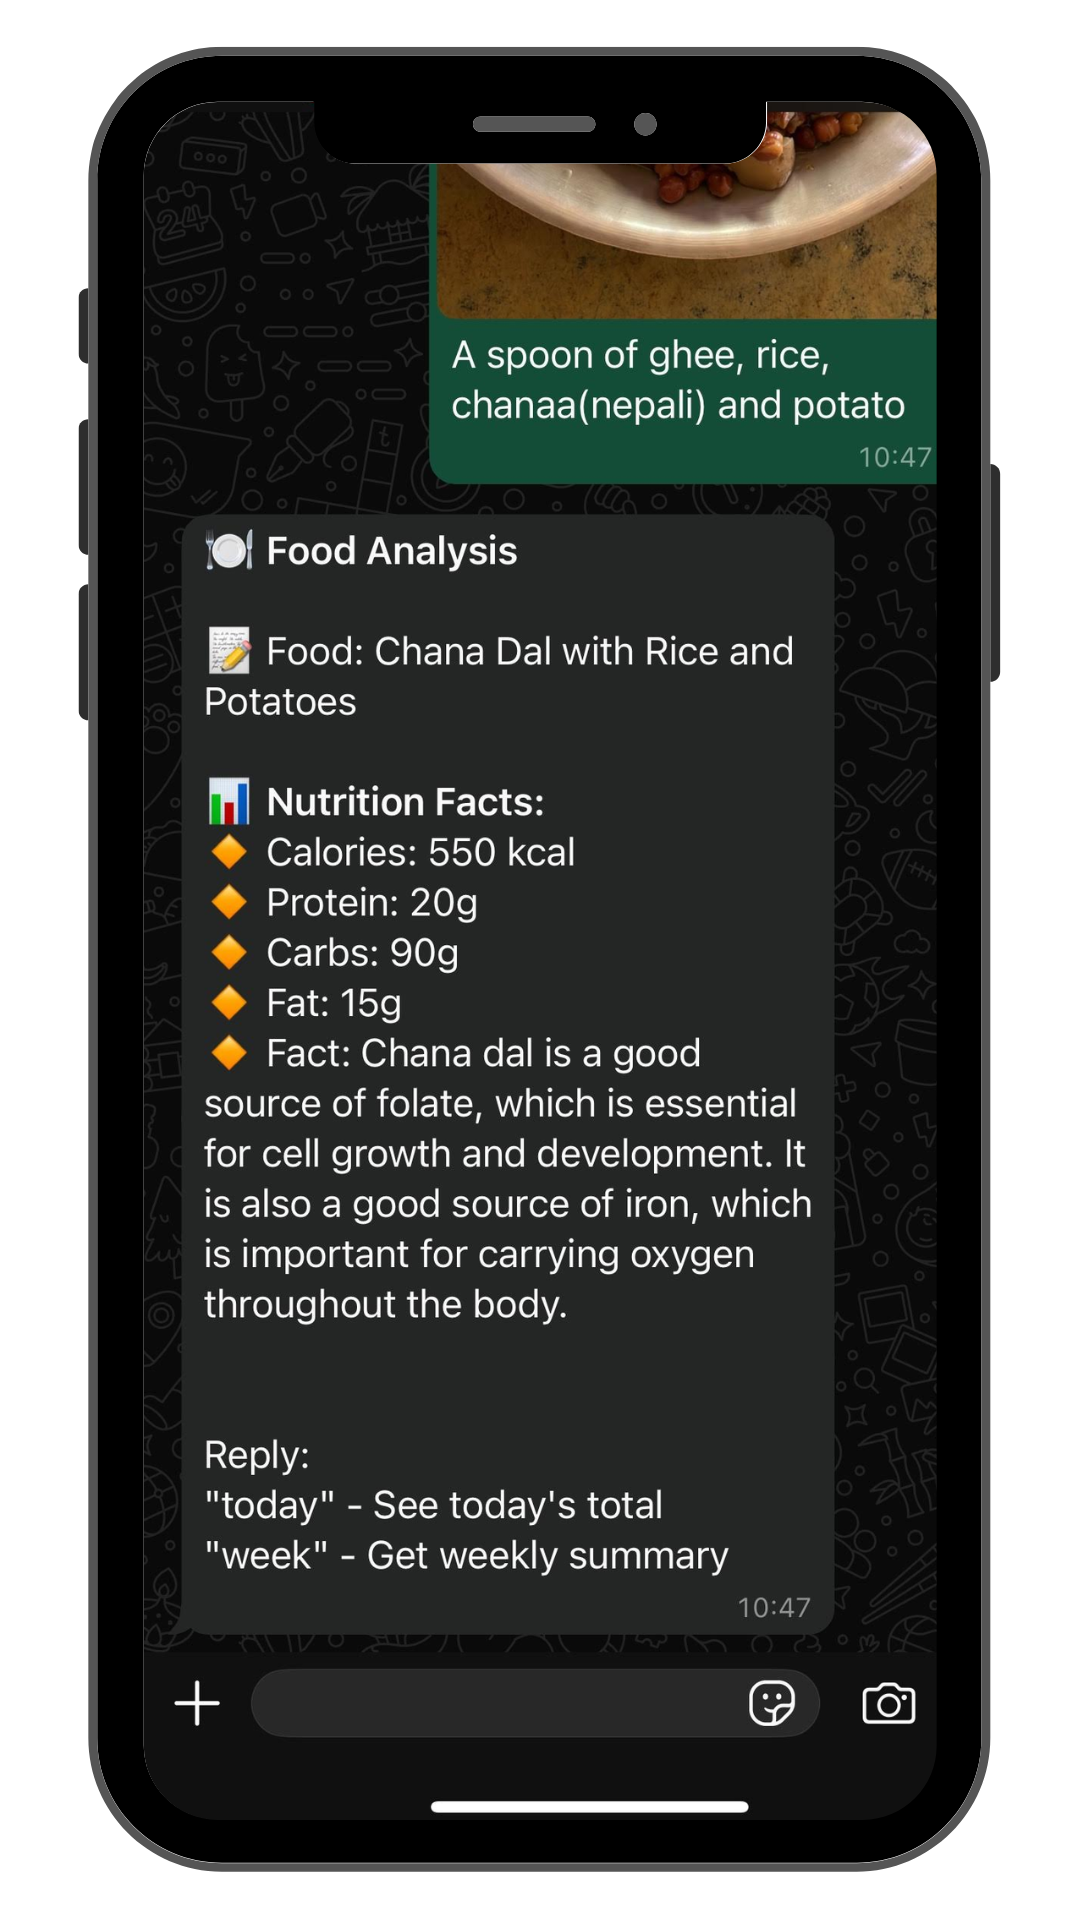 A spoon of ghee, rice,
chanaa(nepali) and potato
10:47
🍽️ Food Analysis
📝 Food: Chana Dal with Rice and
Potatoes
📊 Nutrition Facts:
🔸 Calories: 550 kcal
🔸 Protein: 20g
🔸 Carbs: 90g
🔸 Fat: 15g
🔸 Fact: Chana dal is a good
source of folate, which is essential
for cell growth and development. It
is also a good source of iron, which
is important for carrying oxygen
throughout the body.
Reply:
"today" - See today's total
"week" - Get weekly summary
10:47